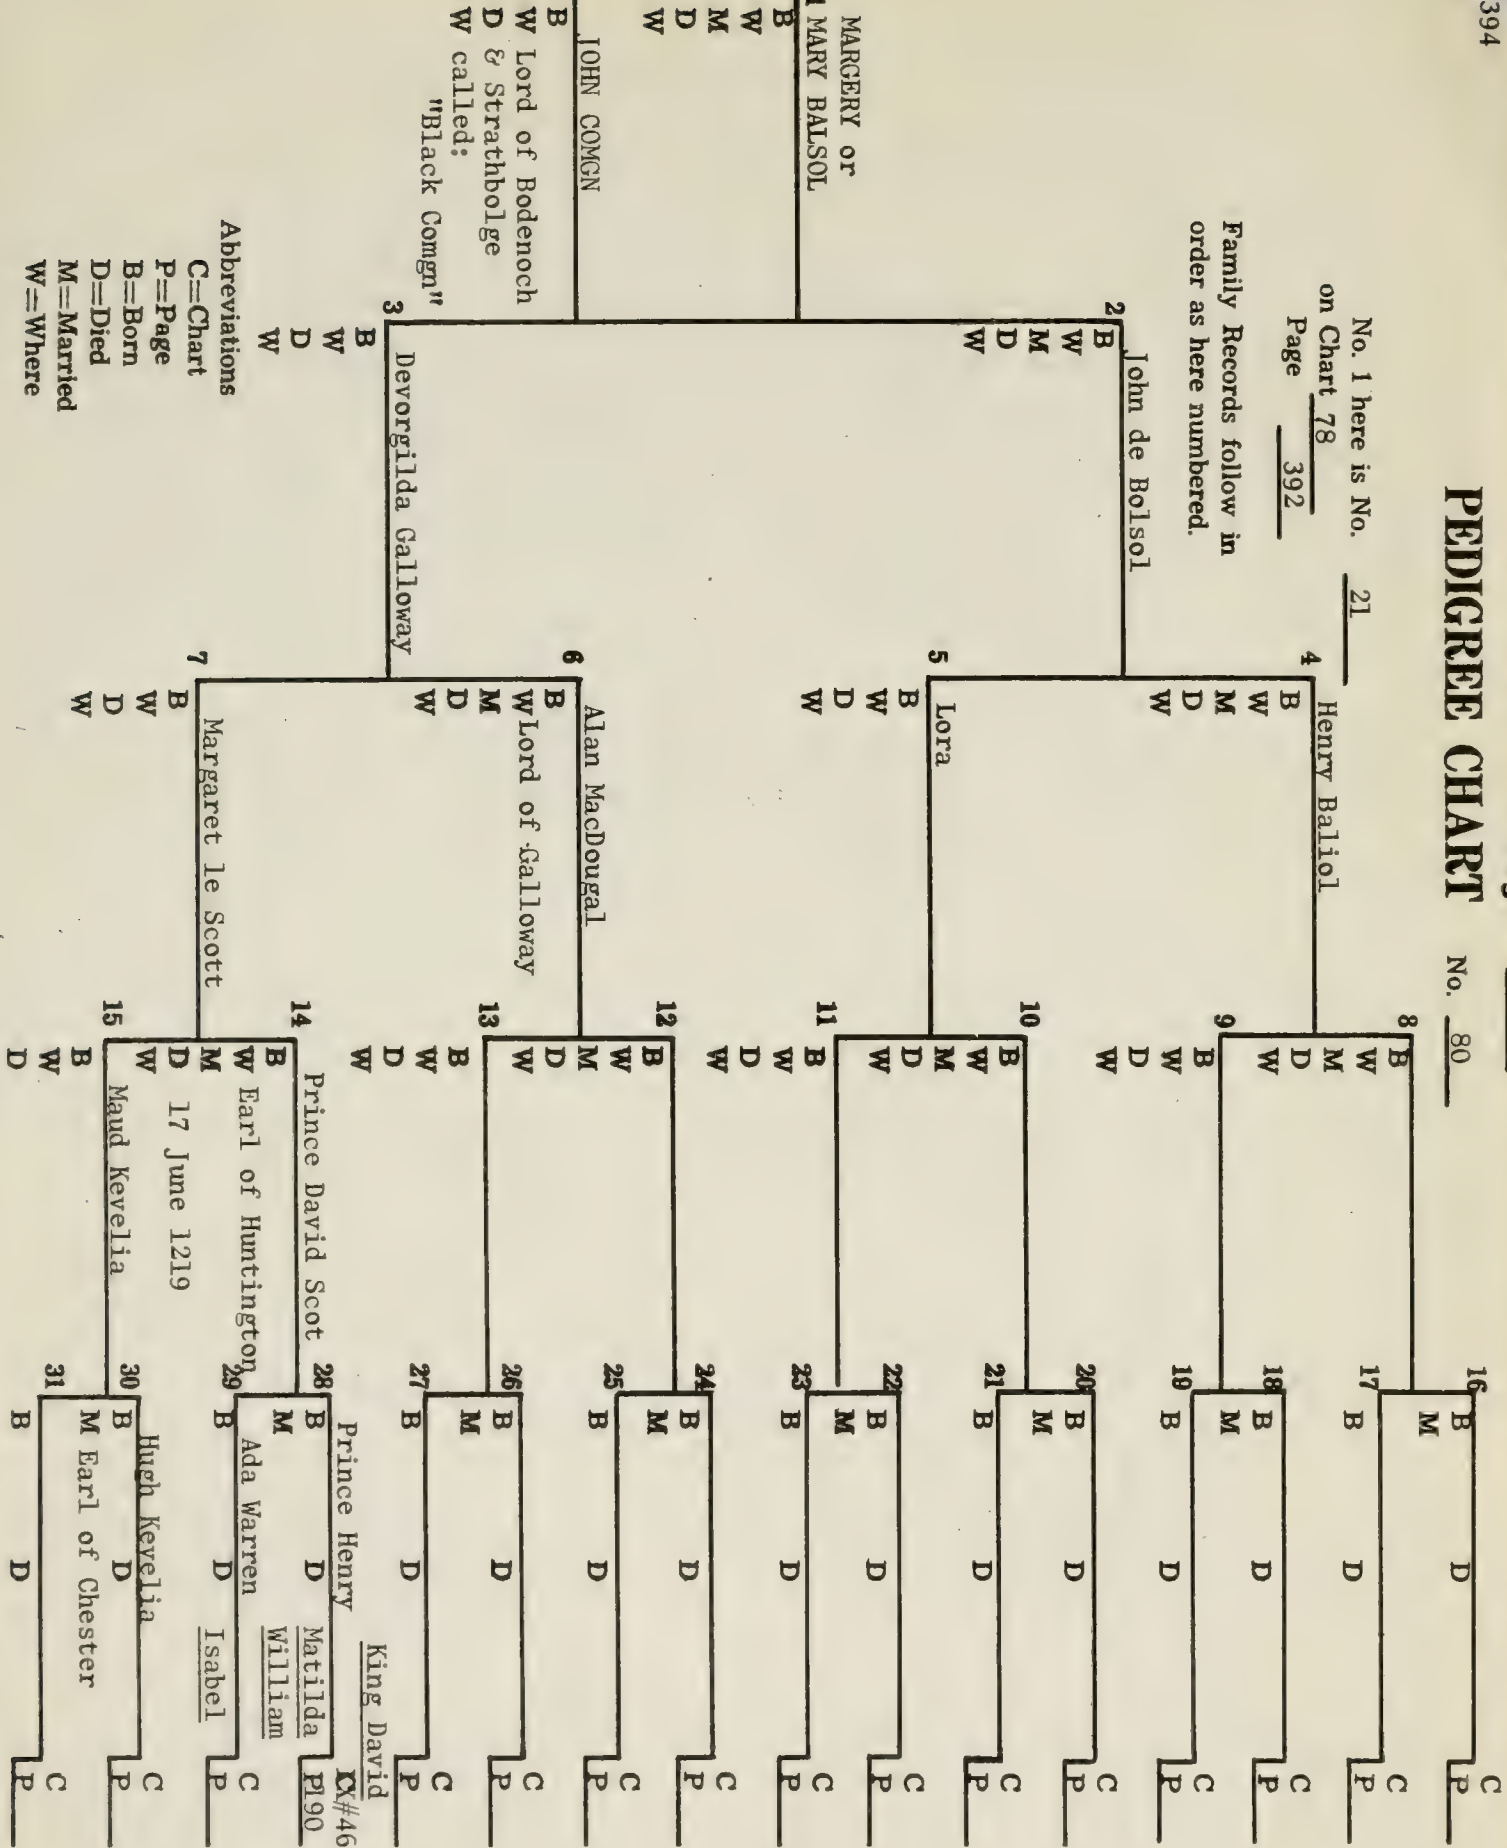 394
PEDIGREE CHART No. 80
No. 1 here is No. 21
on Chart 78
Page 392
Family Records follow in
order as here numbered.
MARGERY or
1 MARY BALSOL
B
W
M
D
W
JOHN COMGN
B
W Lord of Bodenoch
D & Strathbolge
W called:
"Black Comgn"
Abbreviations
C=Chart
P=Page
B=Born
D=Died
M=Married
W=Where
2 John de Bolsol
B
W
M
D
W
3 Devorgilda Galloway
B
W
D
W
4 Henry Baliol
B
W
M
D
W
5 Lora
B
W
D
W
6 Alan MacDougal
B
W Lord of Galloway
M
D
W
7 Margaret le Scott
B
W
D
W
8
B
W
M
D
W
9
B
W
D
W
10
B
W
M
D
W
11
B
W
D
W
12
B
W
M
D
W
13
B
W
D
W
14 Prince David Scot
B
W Earl of Huntington
M
D 17 June 1219
W
15 Maud Kevelia
B
W
D
16
B D
M
C
P
17
B D
C
P
18
B D
M
C
P
19
B D
C
P
20
B D
M
C
P
21
B D
C
P
22
B D
M
C
P
23
B D
C
P
24
B D
M
C
P
25
B D
C
P
26
B D
M
C
P
27
B D
C
P
King David
28 Prince Henry
B D Matilda
M William
CX#46
P190
29 Ada Warren
B D Isabel
C
P
30 Hugh Kevelia
B D
M Earl of Chester
C
P
31
B D
C
P